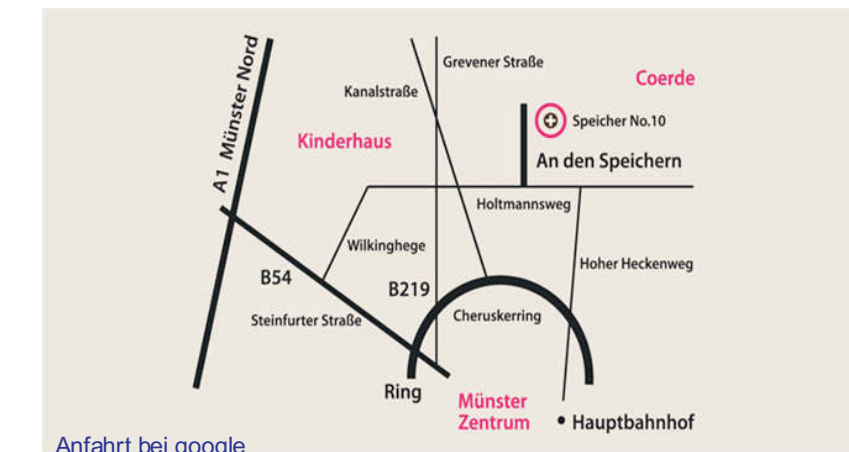 A1 Münster Nord
Grevener Straße
Coerde
Kanalstraße
Speicher No.10
Kinderhaus
An den Speichern
Holtmannsweg
Wilkinghege
Hoher Heckenweg
B54
B219
Steinfurter Straße
Cheruskerring
Ring
Münster
Zentrum
Hauptbahnhof
Anfahrt bei google